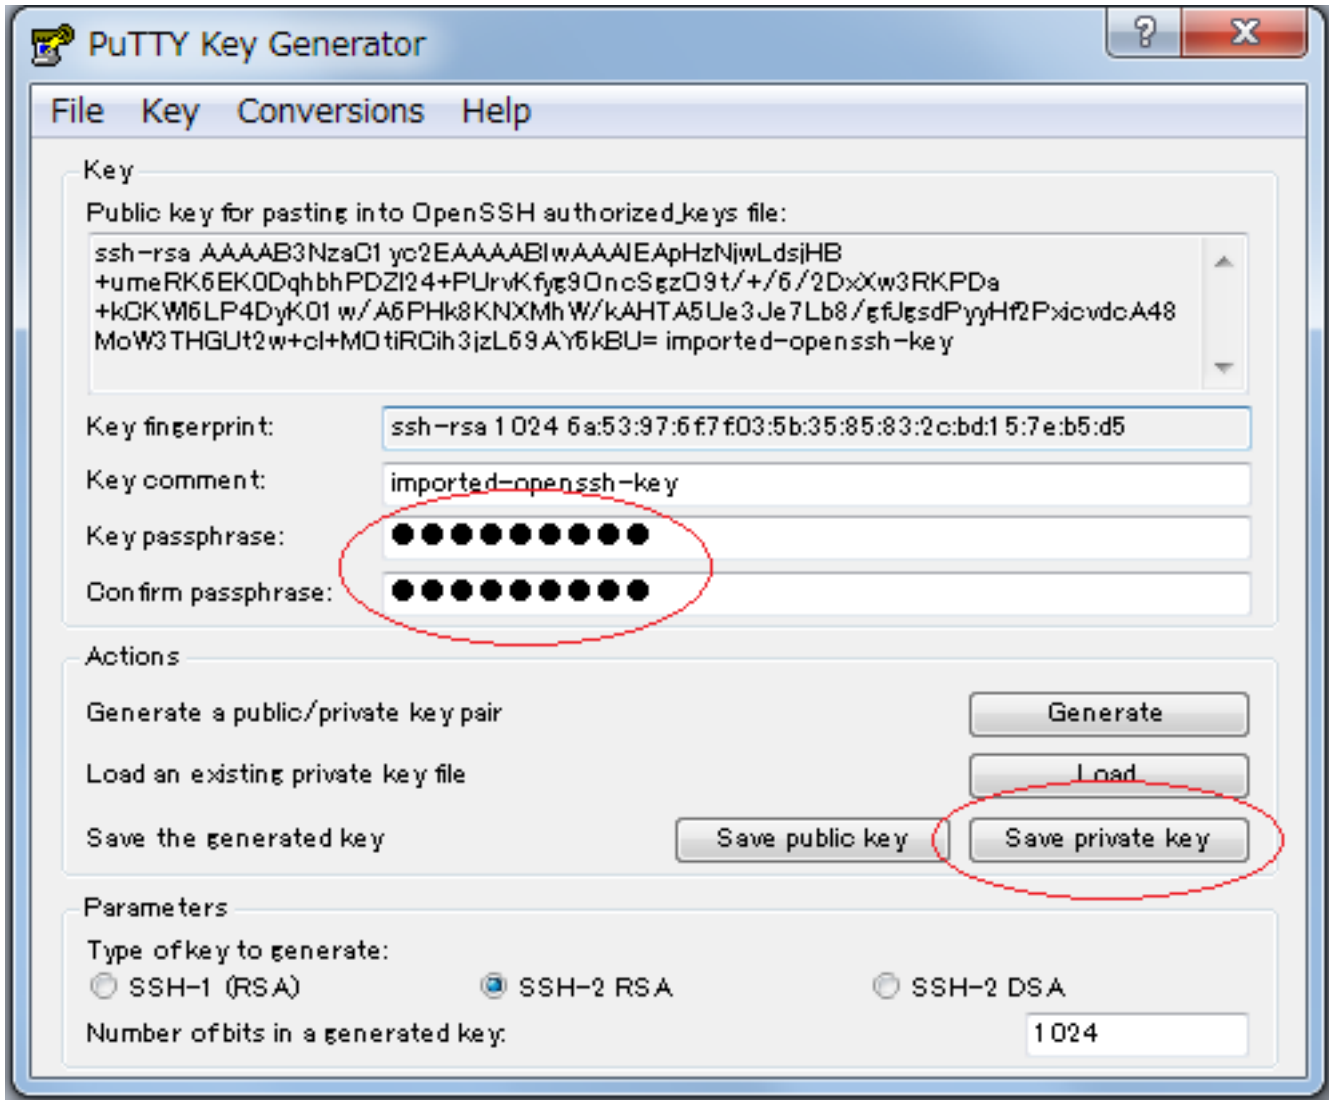 PuTTY Key Generator
File Key Conversions Help
Key
Public key for pasting into OpenSSH authorized_keys file:
ssh-rsa AAAAB3NzaC1yc2EAAAABIwAAAIEApHzNjwLdsjHB
+umeRK6EK0DqhbhPDZI24+PUrvKfyg9OncSgzO9t/+/6/2DxXw3RKPDa
+kCKWl6LP4DyKO1w/A6PHk8KNXMhW/kAHTA5Ue3Je7Lb8/gfUgsdPyyHf2PxicvdcA48
MoW3THGUt2w+cI+MOtiRCih3jzL69AY6kBU= imported-openssh-key
Key fingerprint: ssh-rsa 1024 6a:53:97:6f:7f:03:5b:35:85:83:2c:bd:15:7e:b5:d5
Key comment: imported-openssh-key
Key passphrase: ●●●●●●●●●
Confirm passphrase: ●●●●●●●●●
Actions
Generate a public/private key pair Generate
Load an existing private key file Load
Save the generated key Save public key Save private key
Parameters
Type of key to generate:
SSH-1 (RSA) SSH-2 RSA SSH-2 DSA
Number of bits in a generated key: 1024